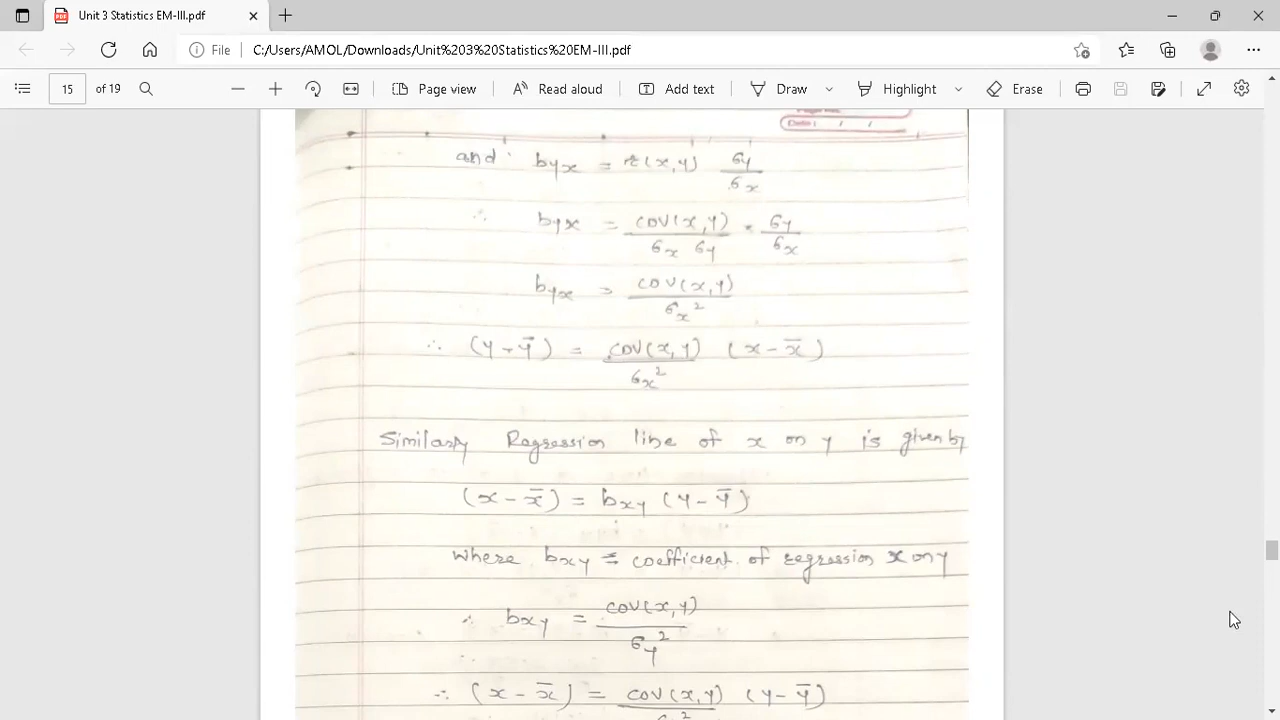 Unit 3 Statistics EM-III.pdf
File C:/Users/AMOL/Downloads/Unit%203%20Statistics%20EM-III.pdf
15 of 19 Page view Read aloud Add text Draw Highlight Erase
Date: / /
and: byx = r(x,y) σy/σx
∴ byx = COV(x,y)/σx σy · σy/σx
byx = COV(x,y)/σx²
∴ (y-ȳ) = COV(x,y)/σx² (x-x̄)
Similarly Regression line of x on y is given by
(x-x̄) = bxy (y-ȳ)
where bxy = coefficient of regression x on y
∴ bxy = COV(x,y)/σy²
∴ (x-x̄) = COV(x,y) (y-ȳ)